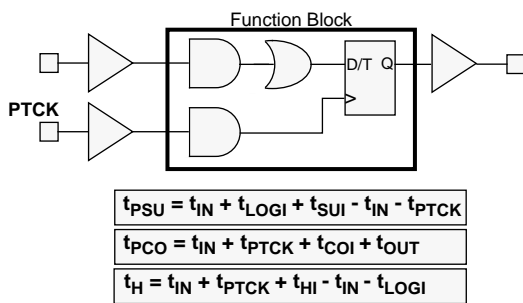 Function Block
D/T Q
PTCK
tPSU = tIN + tLOGI + tSUI - tIN - tPTCK
tPCO = tIN + tPTCK + tCOI + tOUT
tH = tIN + tPTCK + tHI - tIN - tLOGI